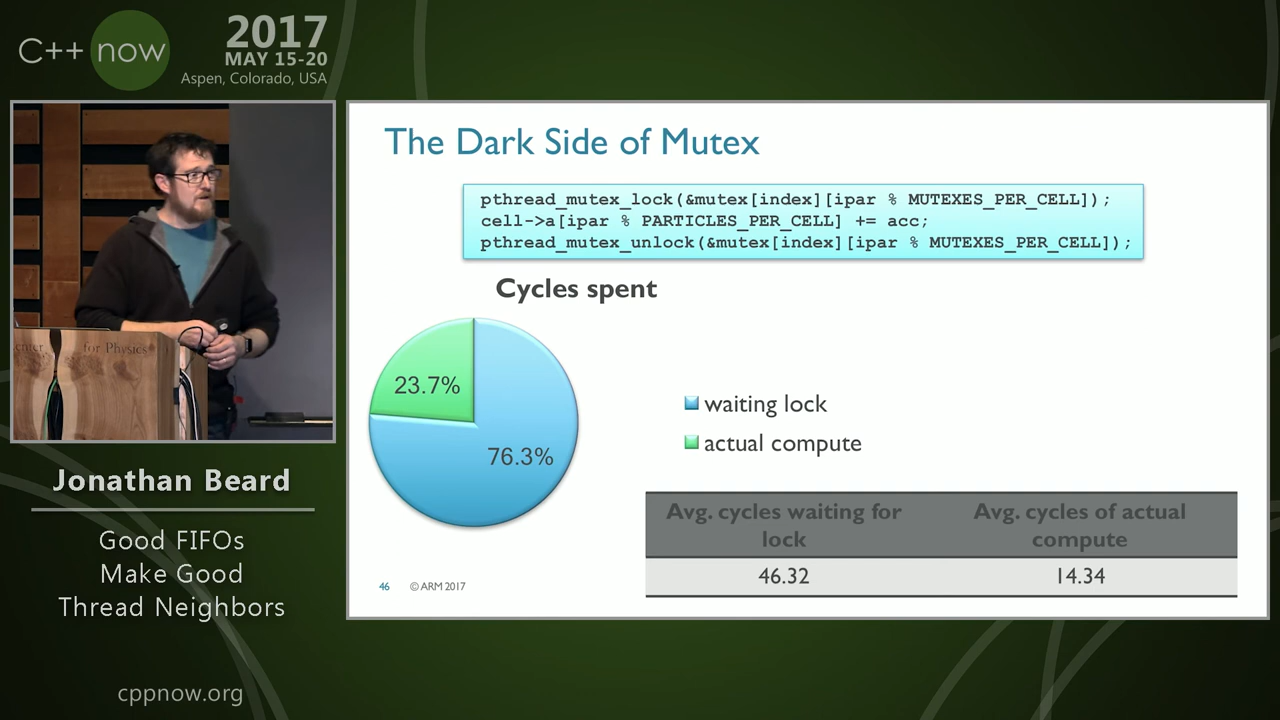 C++ now
2017
MAY 15-20
Aspen, Colorado, USA
center for Physics
Jonathan Beard
Good FIFOs
Make Good
Thread Neighbors
cppnow.org
The Dark Side of Mutex
pthread_mutex_lock(&mutex[index][ipar % MUTEXES_PER_CELL]);
cell->a[ipar % PARTICLES_PER_CELL] += acc;
pthread_mutex_unlock(&mutex[index][ipar % MUTEXES_PER_CELL]);
Cycles spent
23.7%
76.3%
waiting lock
actual compute
Avg. cycles waiting for
lock
Avg. cycles of actual
compute
46.32
14.34
46 © ARM 2017